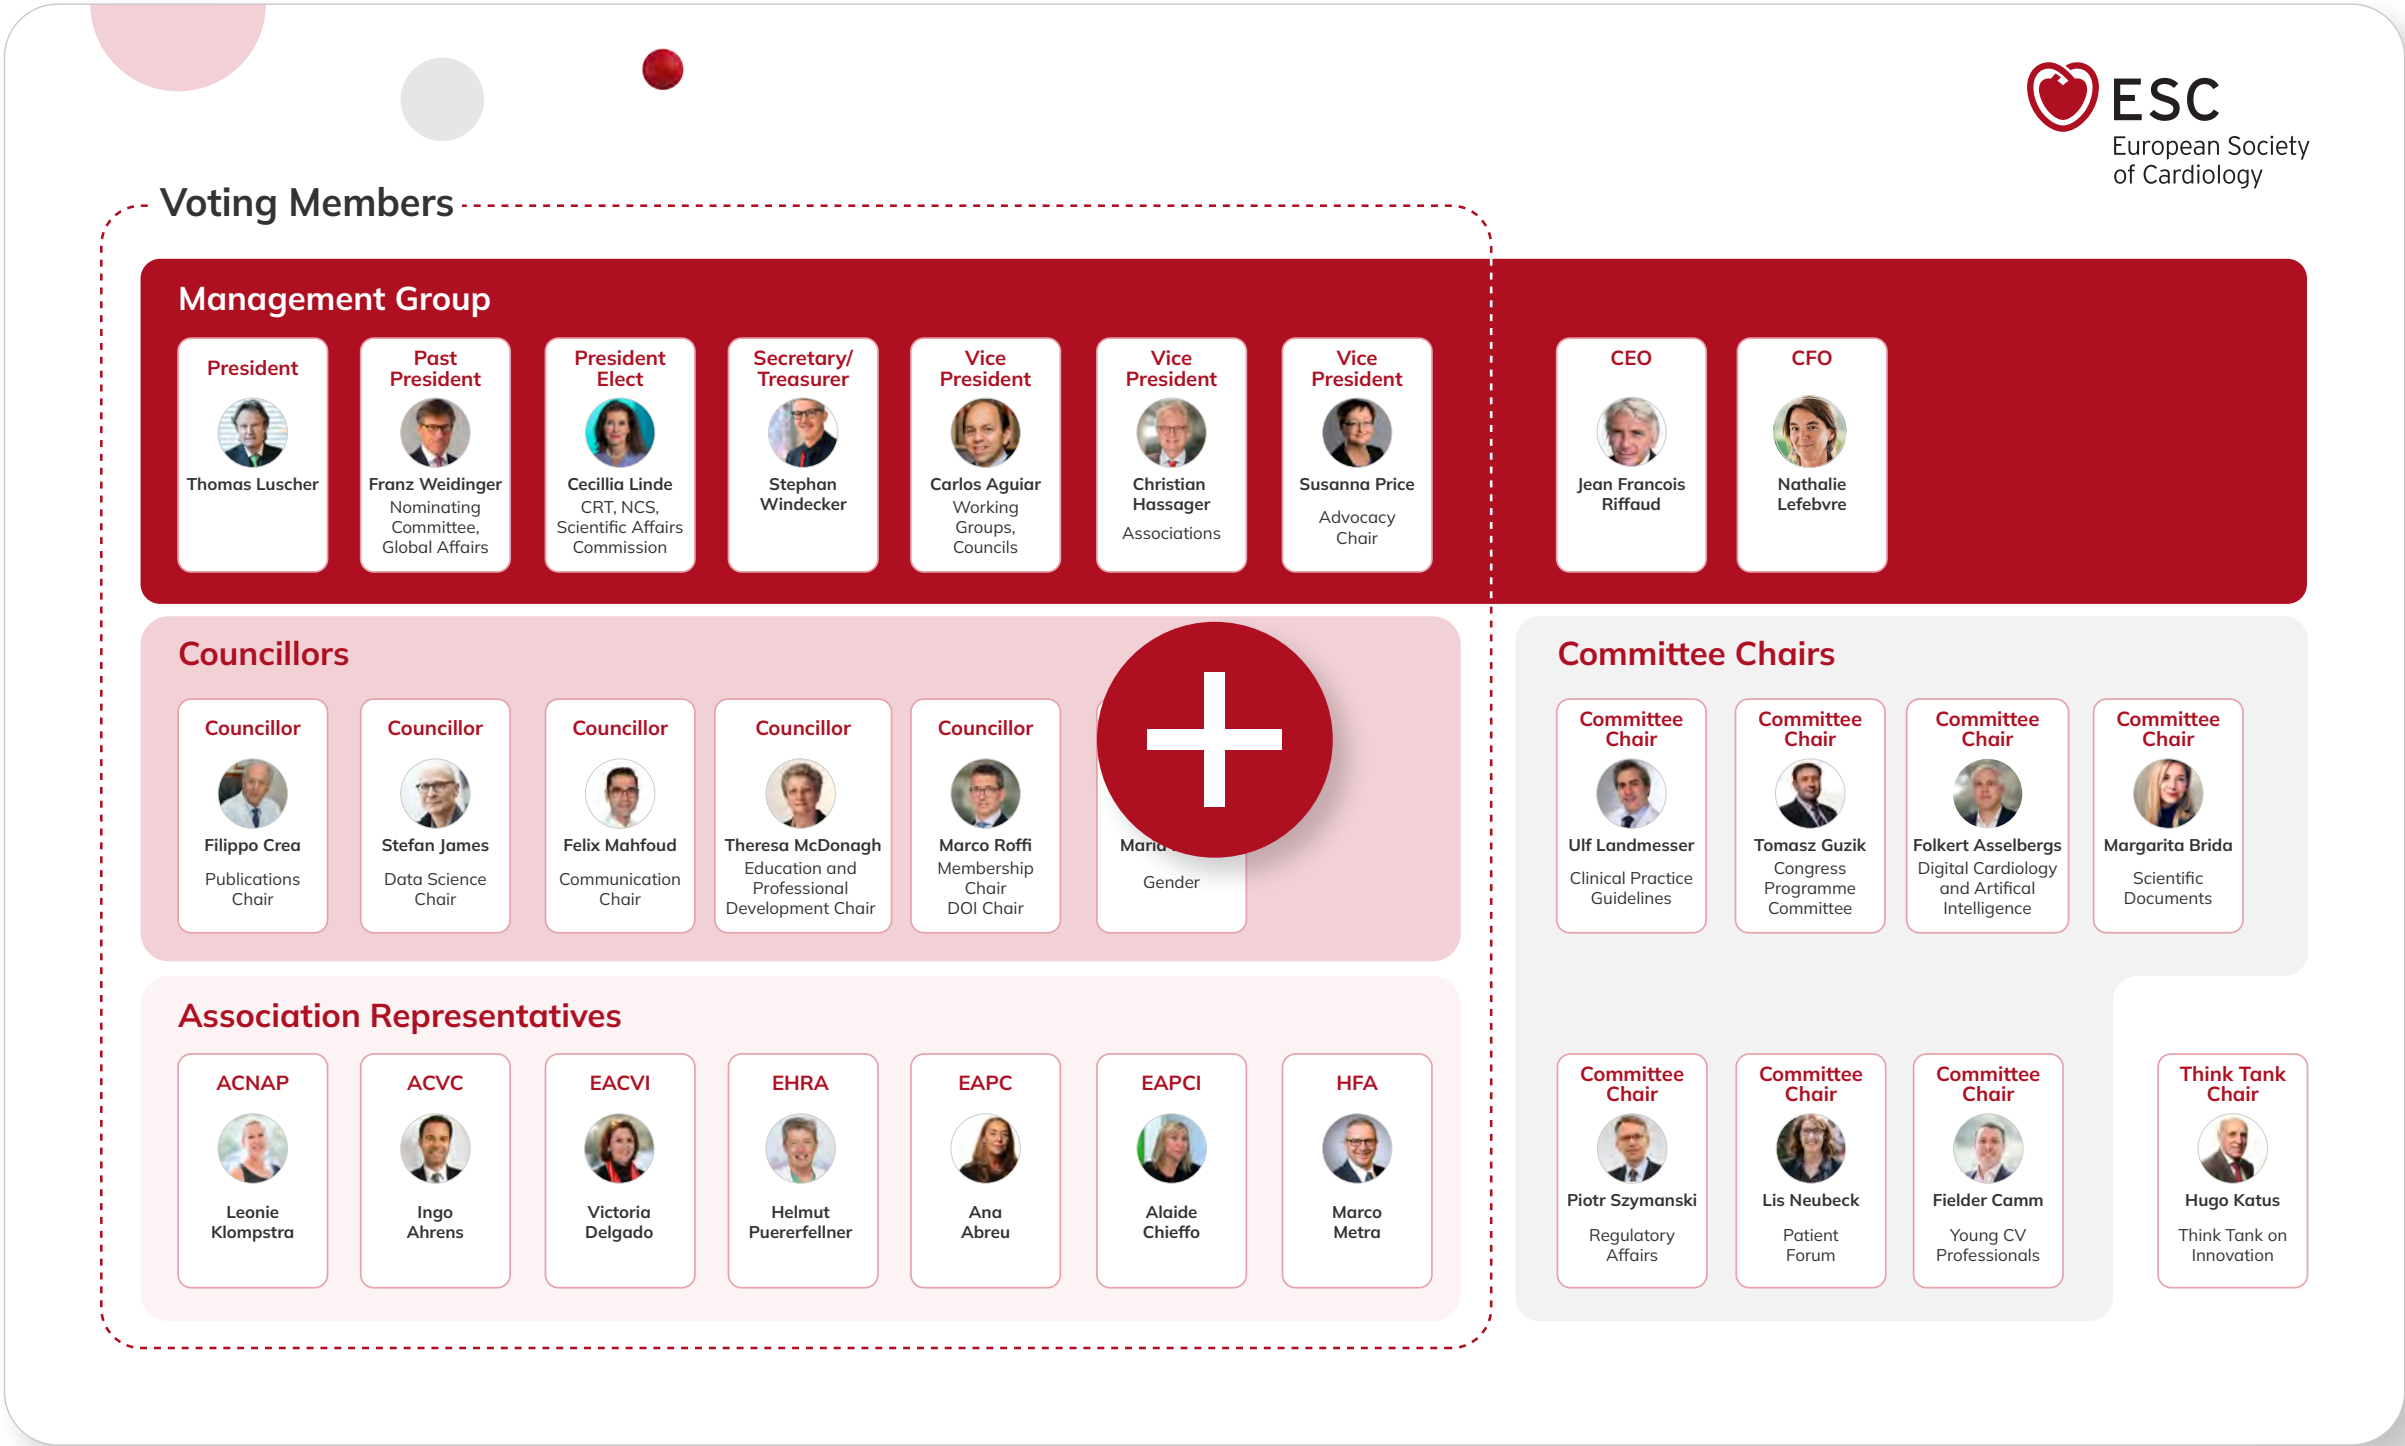 ESC
European Society
of Cardiology
Voting Members
Management Group
President
Thomas Luscher
Past
President
Franz Weidinger
Nominating
Committee,
Global Affairs
President
Elect
Cecillia Linde
CRT, NCS,
Scientific Affairs
Commission
Secretary/
Treasurer
Stephan
Windecker
Vice
President
Carlos Aguiar
Working
Groups,
Councils
Vice
President
Christian
Hassager
Associations
Vice
President
Susanna Price
Advocacy
Chair
CEO
Jean Francois
Riffaud
CFO
Nathalie
Lefebvre
Councillors
Councillor
Filippo Crea
Publications
Chair
Councillor
Stefan James
Data Science
Chair
Councillor
Felix Mahfoud
Communication
Chair
Councillor
Theresa McDonagh
Education and
Professional
Development Chair
Councillor
Marco Roffi
Membership
Chair
DOI Chair
Gender
Committee Chairs
Committee
Chair
Ulf Landmesser
Clinical Practice
Guidelines
Committee
Chair
Tomasz Guzik
Congress
Programme
Committee
Committee
Chair
Folkert Asselbergs
Digital Cardiology
and Artifical
Intelligence
Committee
Chair
Margarita Brida
Scientific
Documents
Association Representatives
ACNAP
Leonie
Klompstra
ACVC
Ingo
Ahrens
EACVI
Victoria
Delgado
EHRA
Helmut
Puererfellner
EAPC
Ana
Abreu
EAPCI
Alaide
Chieffo
HFA
Marco
Metra
Committee
Chair
Piotr Szymanski
Regulatory
Affairs
Committee
Chair
Lis Neubeck
Patient
Forum
Committee
Chair
Fielder Camm
Young CV
Professionals
Think Tank
Chair
Hugo Katus
Think Tank on
Innovation